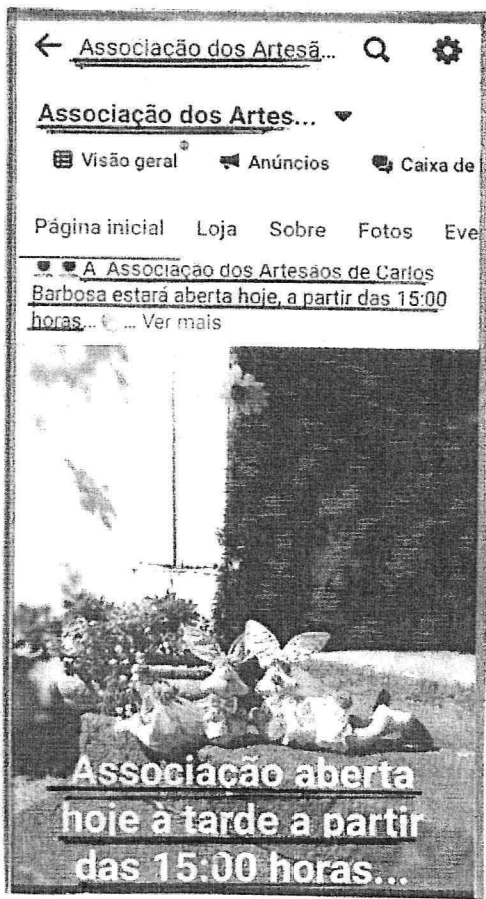 Associação dos Artesã...
Associação dos Artes...
Visão geral Anúncios Caixa de
Página inicial Loja Sobre Fotos Eve
A Associação dos Artesãos de Carlos
Barbosa estará aberta hoje, a partir das 15:00
horas... ... Ver mais
Associação aberta
hoje à tarde a partir
das 15:00 horas...